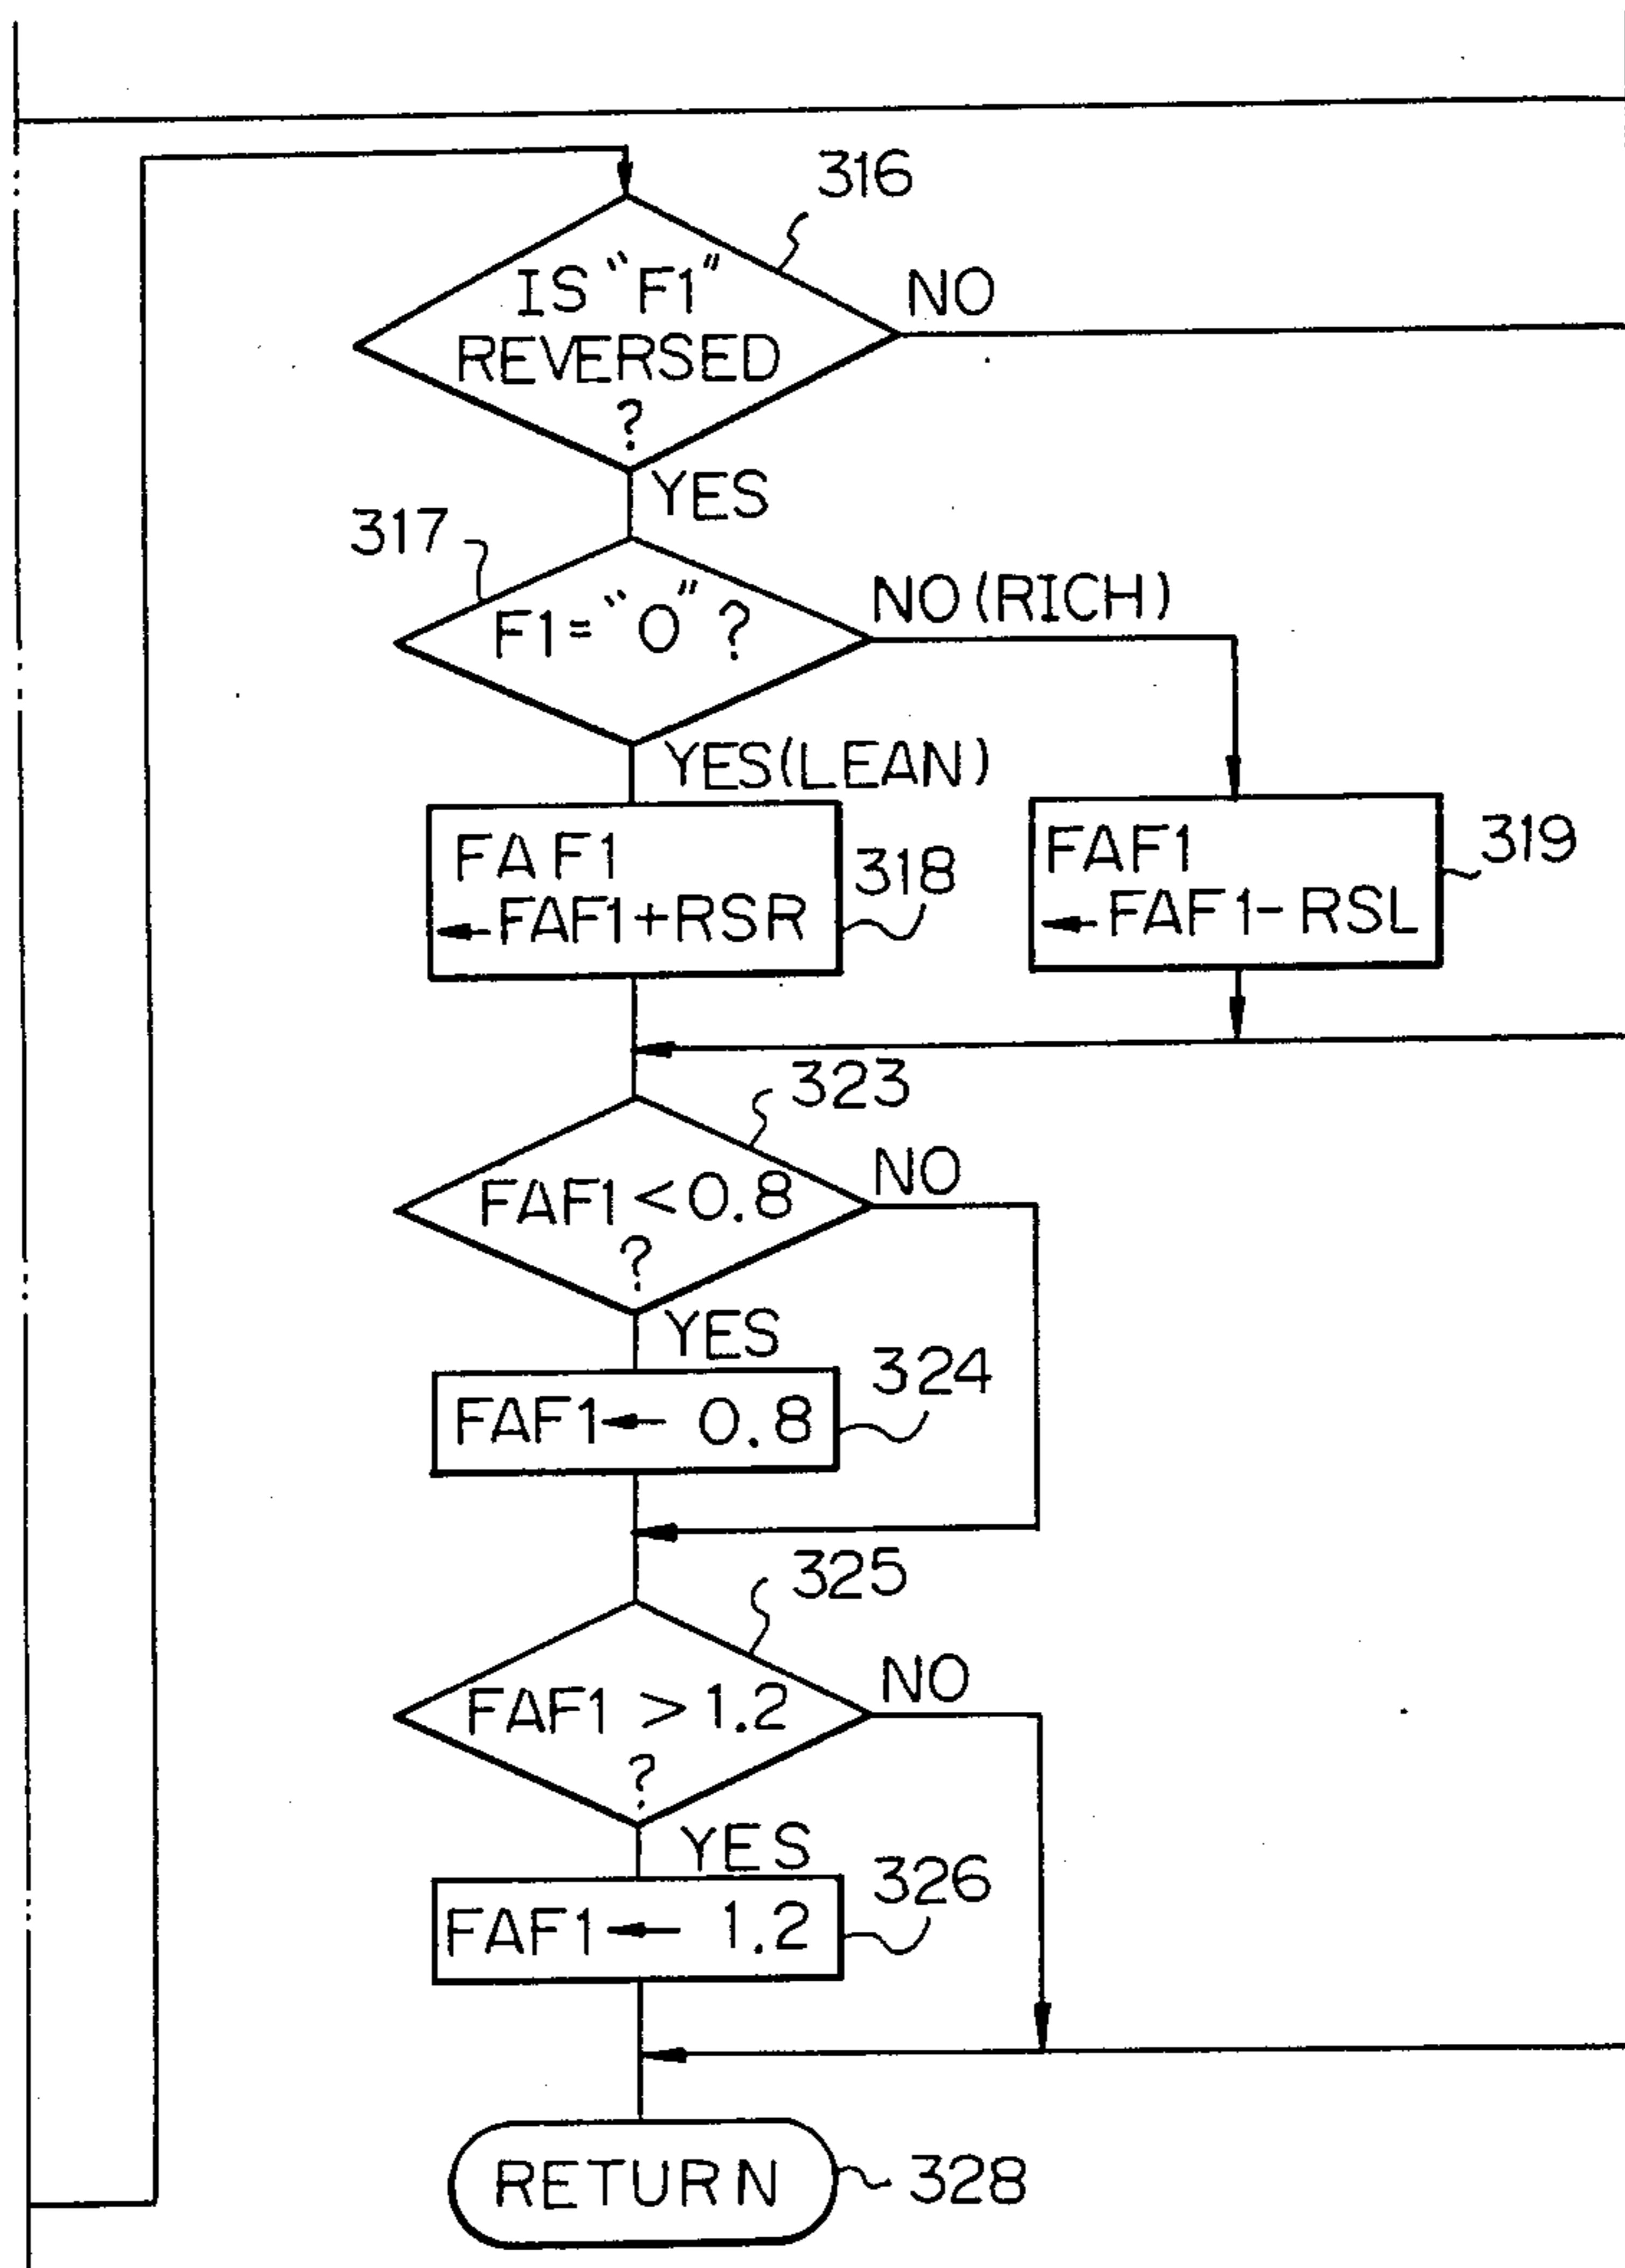 316
IS "F1"
REVERSED
?
NO
YES
317
F1="0"?
NO(RICH)
YES(LEAN)
FAF1
←FAF1+RSR
318
FAF1
←FAF1-RSL
319
323
FAF1<0.8
?
NO
YES
FAF1← 0.8
324
325
FAF1 > 1.2
?
NO
YES
FAF1← 1.2
326
RETURN
328